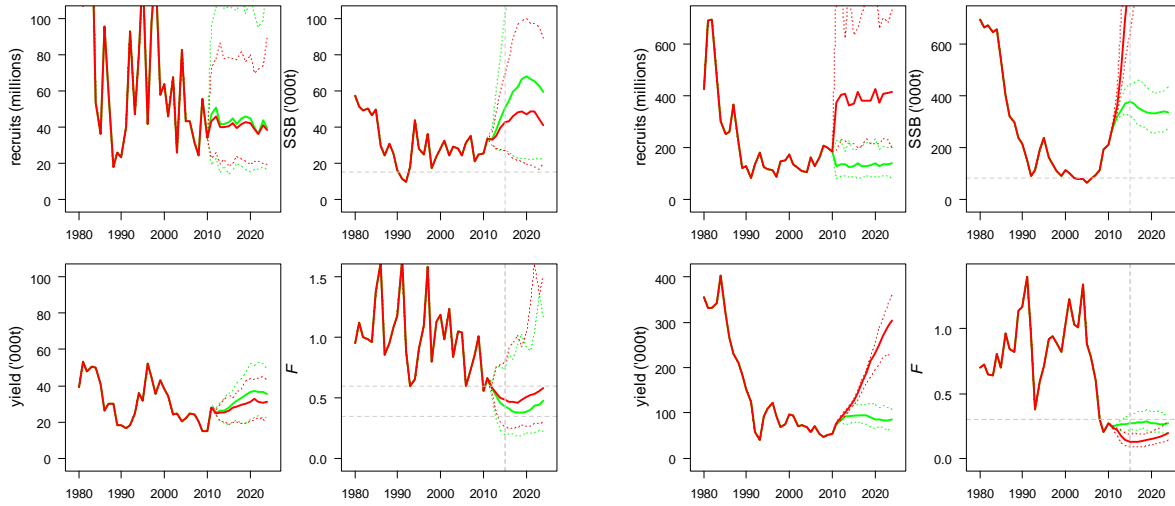 recruits (millions)
0 20 40 60 80 100
1980 1990 2000 2010 2020
SSB ('000t)
0 20 40 60 80 100
1980 1990 2000 2010 2020
recruits (millions)
0 200 400 600
1980 1990 2000 2010 2020
SSB ('000t)
0 200 400 600
1980 1990 2000 2010 2020
yield ('000t)
0 20 40 60 80 100
1980 1990 2000 2010 2020
F
0.0 0.5 1.0 1.5
1980 1990 2000 2010 2020
yield ('000t)
0 100 200 300 400
1980 1990 2000 2010 2020
F
0.0 0.5 1.0
1980 1990 2000 2010 2020